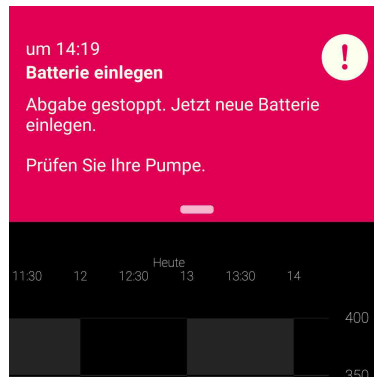 um 14:19
Batterie einlegen
Abgabe gestoppt. Jetzt neue Batterie
einlegen.
Prüfen Sie Ihre Pumpe.
Heute
11:30 12 12:30 13 13:30 14
400
350